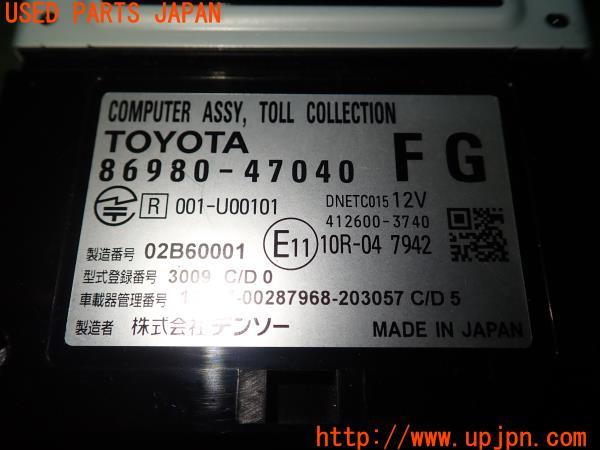 USED PARTS JAPAN
COMPUTER ASSY, TOLL COLLECTION
TOYOTA
86980-47040 FG
R 001-U00101 DNETC015 12V
412600-3740
製造番号 02B60001 E11 10R-04 7942
型式登録番号 3009 C/D 0
車載器管理番号 -00287968-203057 C/D 5
製造者 株式会社デンソー MADE IN JAPAN
http://www.upjpn.com